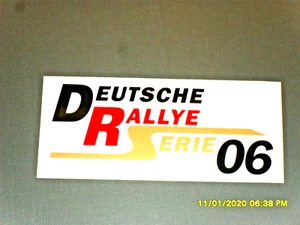 DEUTSCHE
RALLYE
SERIE 06
11/01/2020 06:38 PM